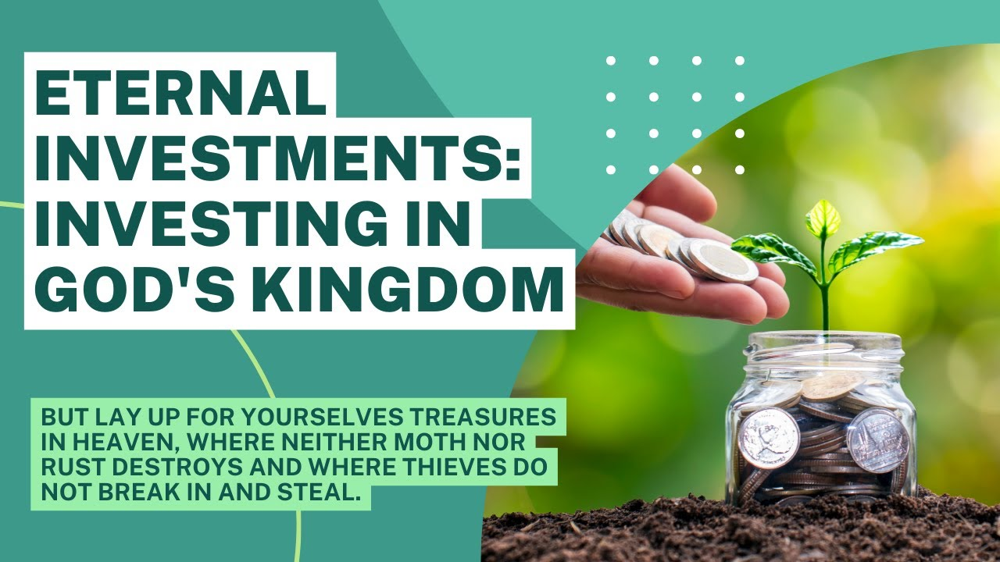 ETERNAL
INVESTMENTS:
INVESTING IN
GOD'S KINGDOM
BUT LAY UP FOR YOURSELVES TREASURES
IN HEAVEN, WHERE NEITHER MOTH NOR
RUST DESTROYS AND WHERE THIEVES DO
NOT BREAK IN AND STEAL.